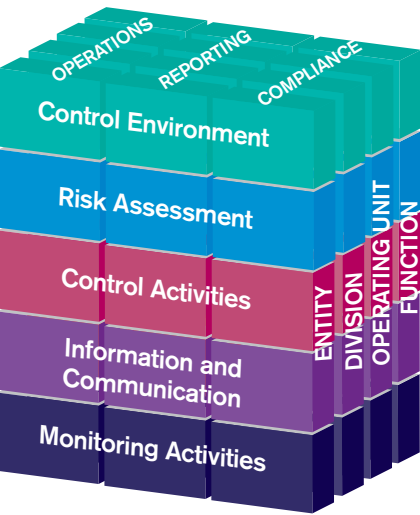 OPERATIONS
REPORTING
COMPLIANCE
Control Environment
Risk Assessment
Control Activities
Information and
Communication
Monitoring Activities
ENTITY
DIVISION
OPERATING UNIT
FUNCTION